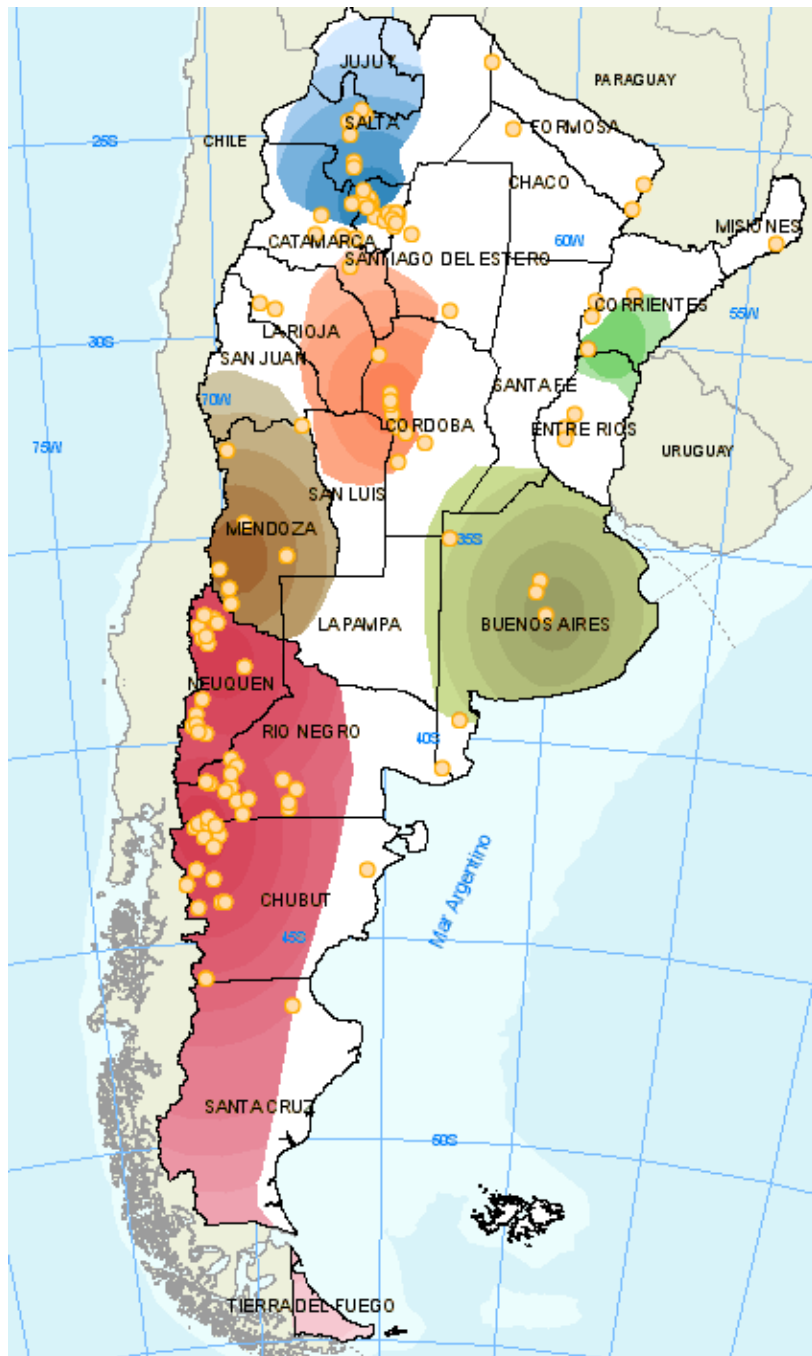 JUJUY
PARAGUAY
SALTA
FORMOSA
25S
CHILE
CHACO
MISIONES
60W
CATAMARCA
SANTIAGO DEL ESTERO
CORRIENTES
55W
LA RIOJA
30S
SAN JUAN
SANTA FE
70W
CORDOBA
ENTRE RIOS
75W
URUGUAY
SAN LUIS
MENDOZA
35S
LA PAMPA
BUENOS AIRES
NEUQUEN
RIO NEGRO
40S
Mar Argentino
CHUBUT
45S
SANTA CRUZ
50S
TIERRA DEL FUEGO